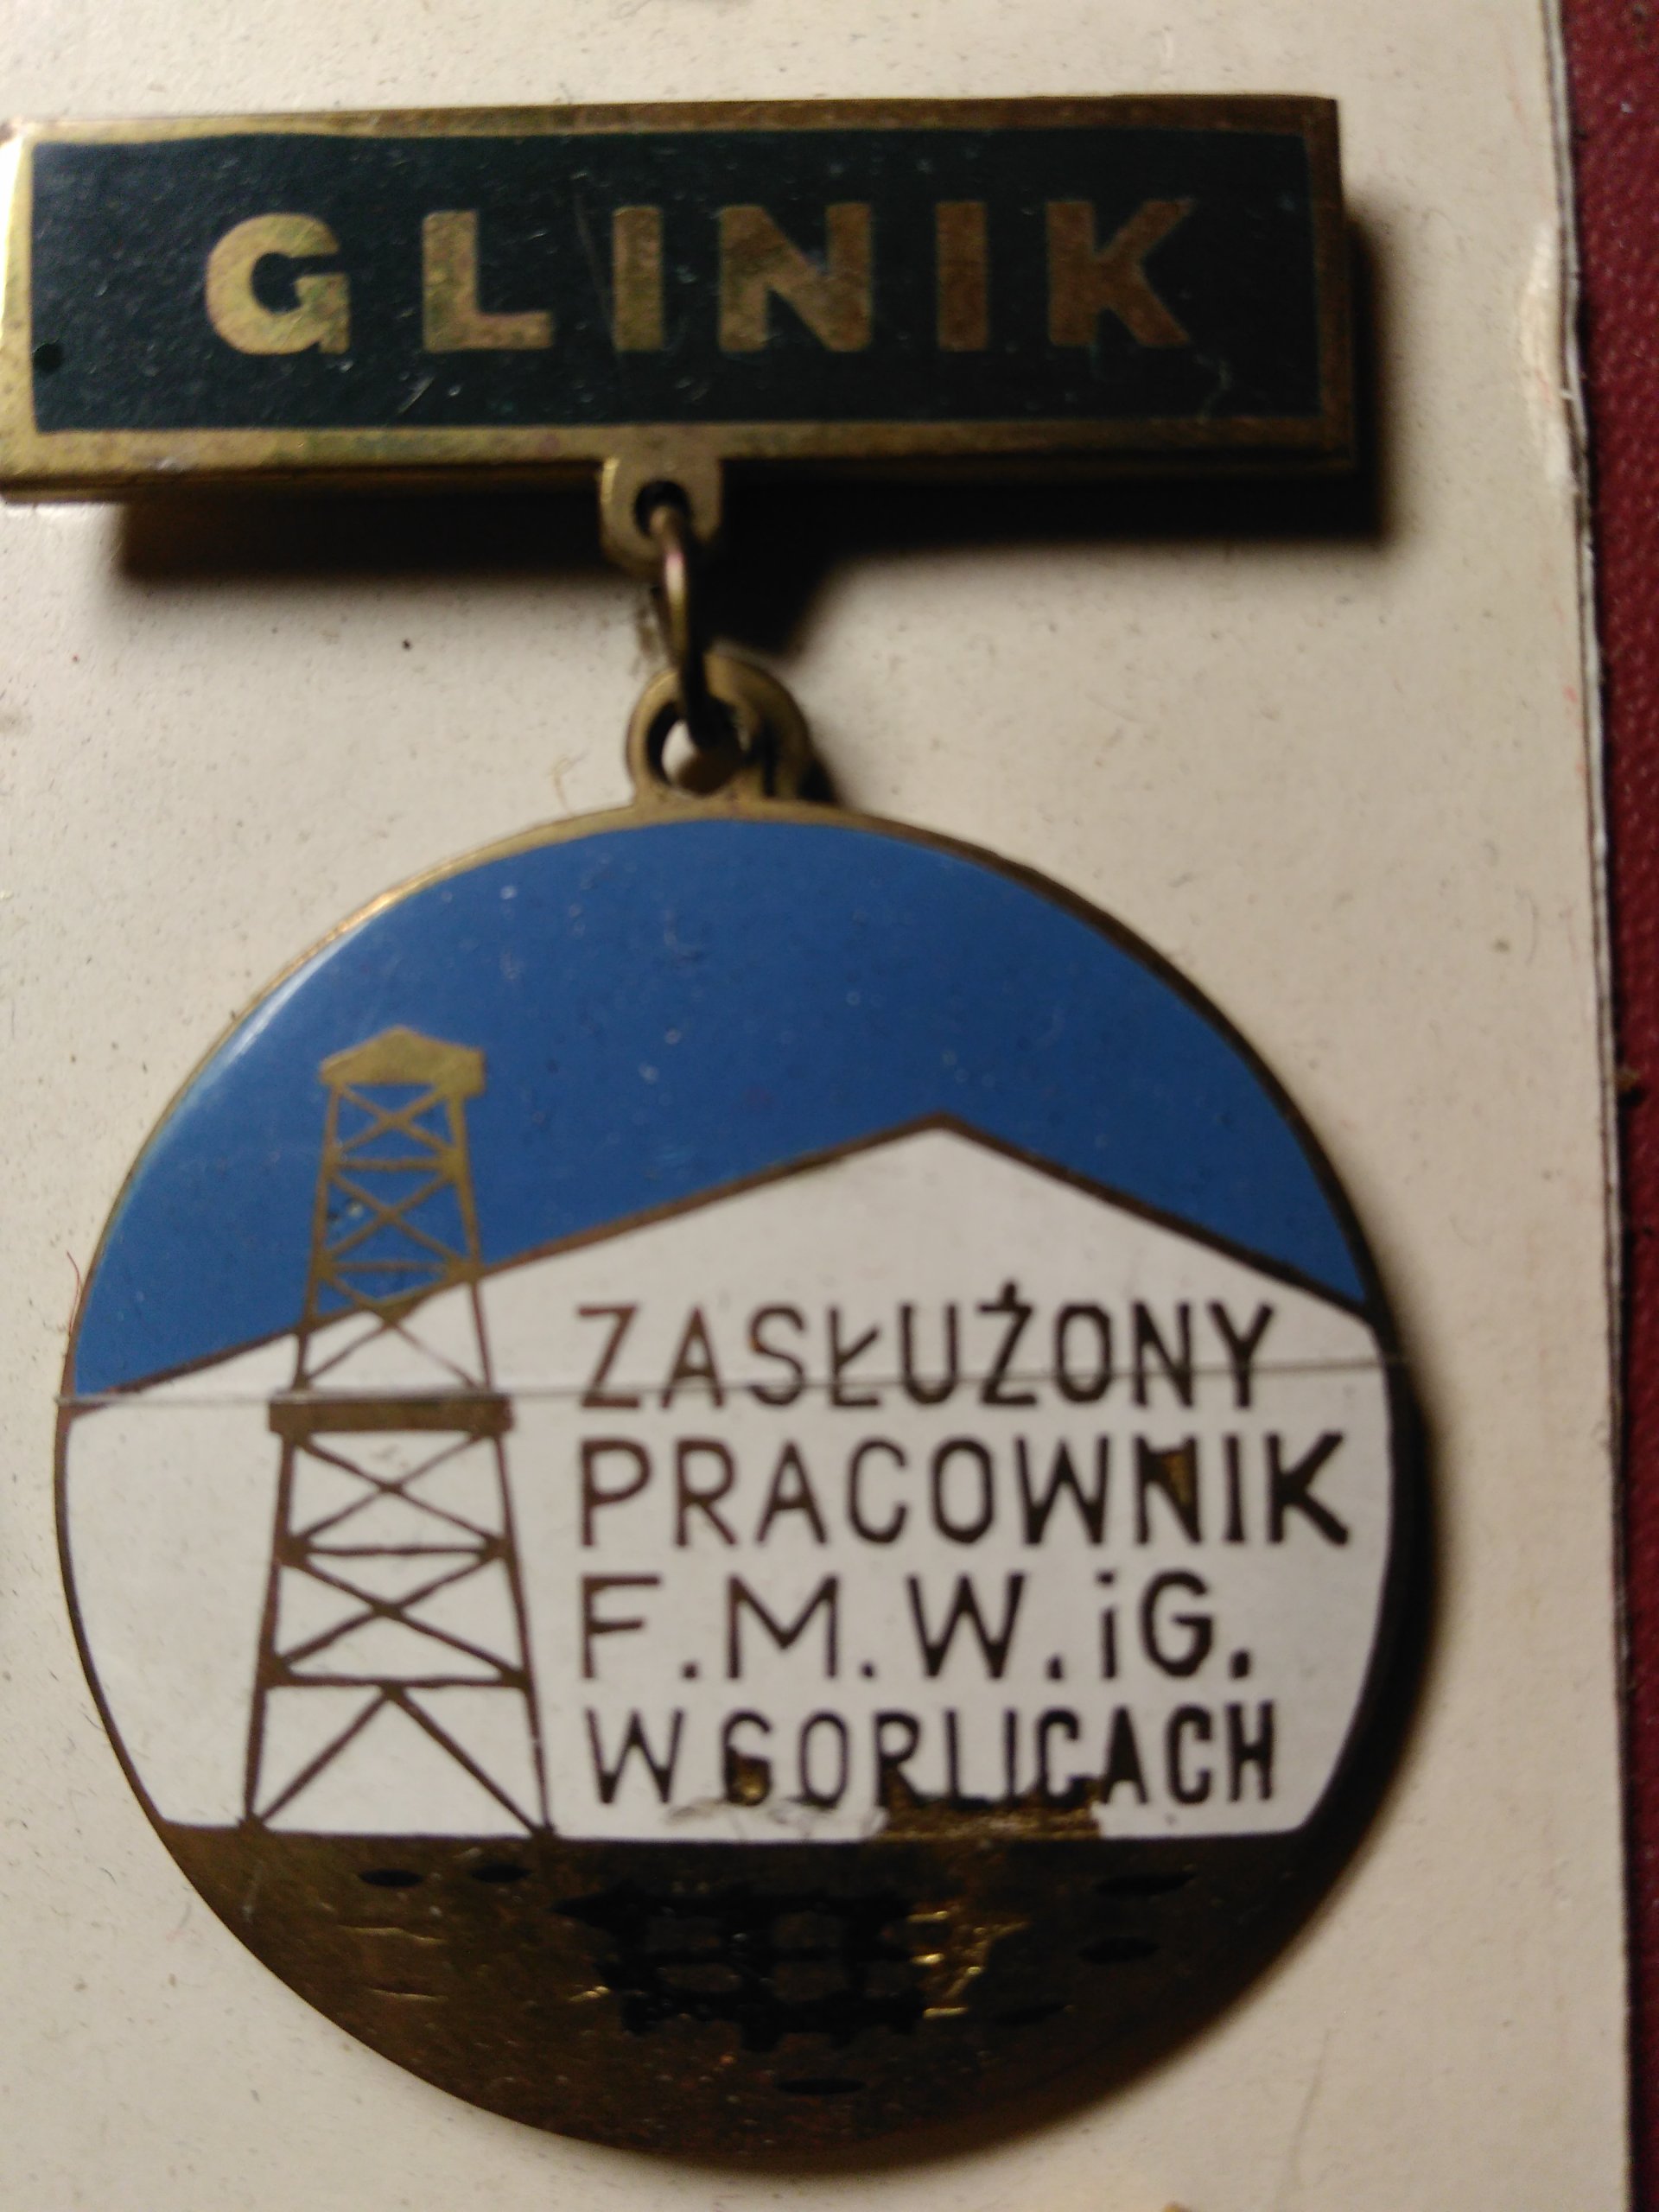 GLINIK
ZASŁUŻONY
PRACOWNIK
F.M.W.iG.
W GORLICACH